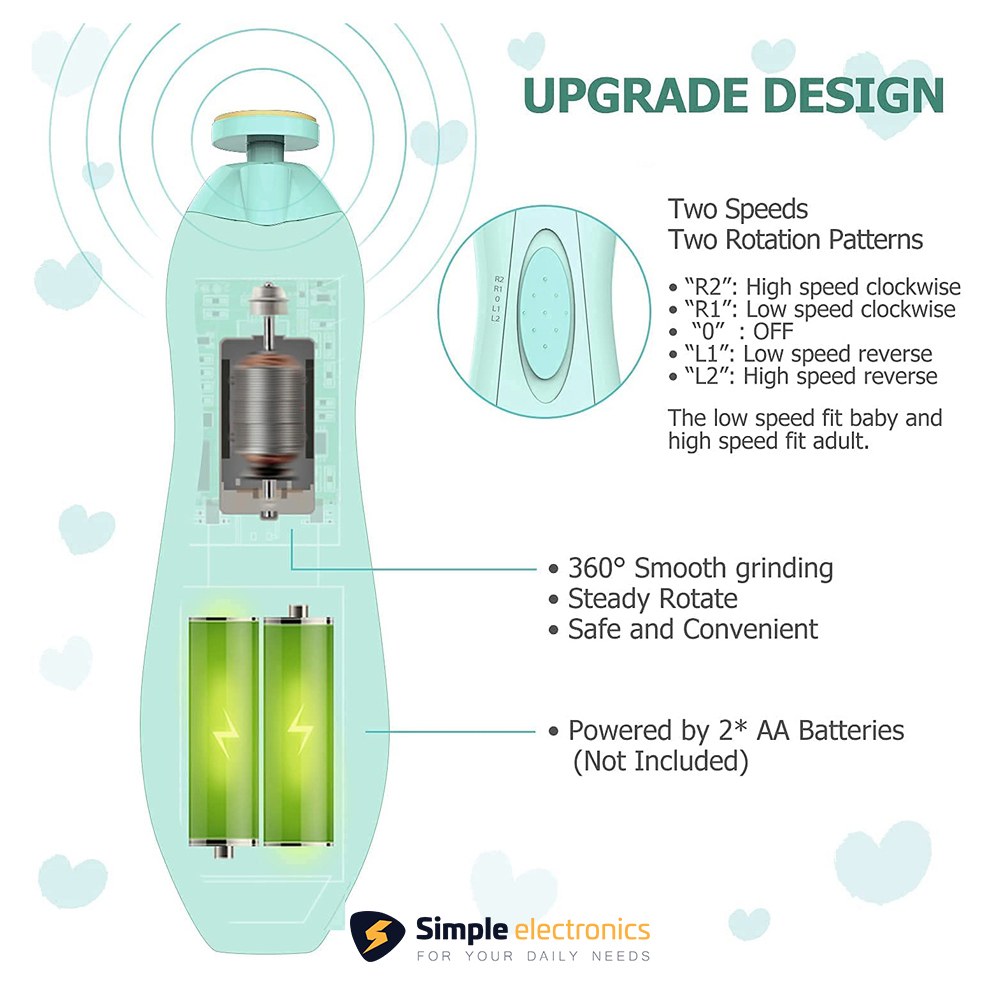 UPGRADE DESIGN
Two Speeds
Two Rotation Patterns
• “R2”: High speed clockwise
• “R1”: Low speed clockwise
• “0” : OFF
• “L1”: Low speed reverse
• “L2”: High speed reverse
The low speed fit baby and
high speed fit adult.
R2
R1
0
L1
L2
• 360° Smooth grinding
• Steady Rotate
• Safe and Convenient
• Powered by 2* AA Batteries
(Not Included)
Simple electronics
FOR YOUR DAILY NEEDS